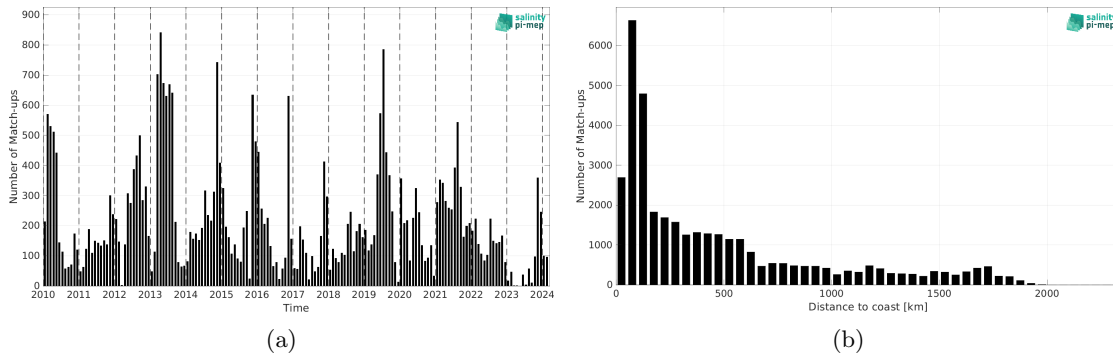 salinity
pi-mep
900
800
700
600
500
400
300
200
100
0
Number of Match-ups
2010 2011 2012 2013 2014 2015 2016 2017 2018 2019 2020 2021 2022 2023 2024
Time
(a)
salinity
pi-mep
6000
5000
4000
3000
2000
1000
0
Number of Match-ups
0 500 1000 1500 2000
Distance to coast [km]
(b)